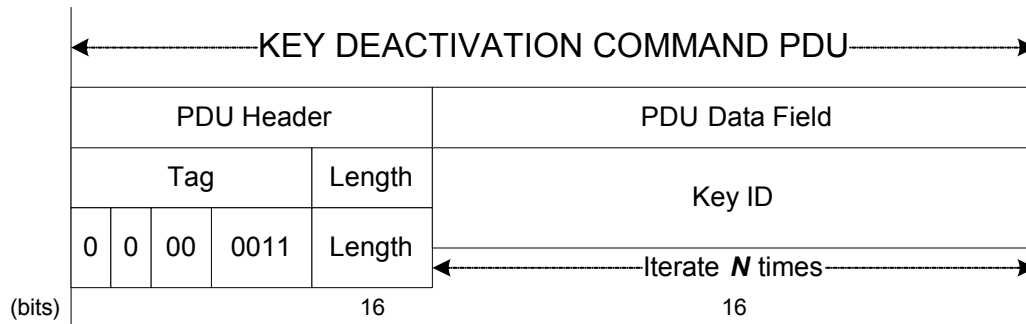 KEY DEACTIVATION COMMAND PDU
PDU Header PDU Data Field
Tag Length Key ID
0 0 00 0011 Length
Iterate N times
(bits) 16 16